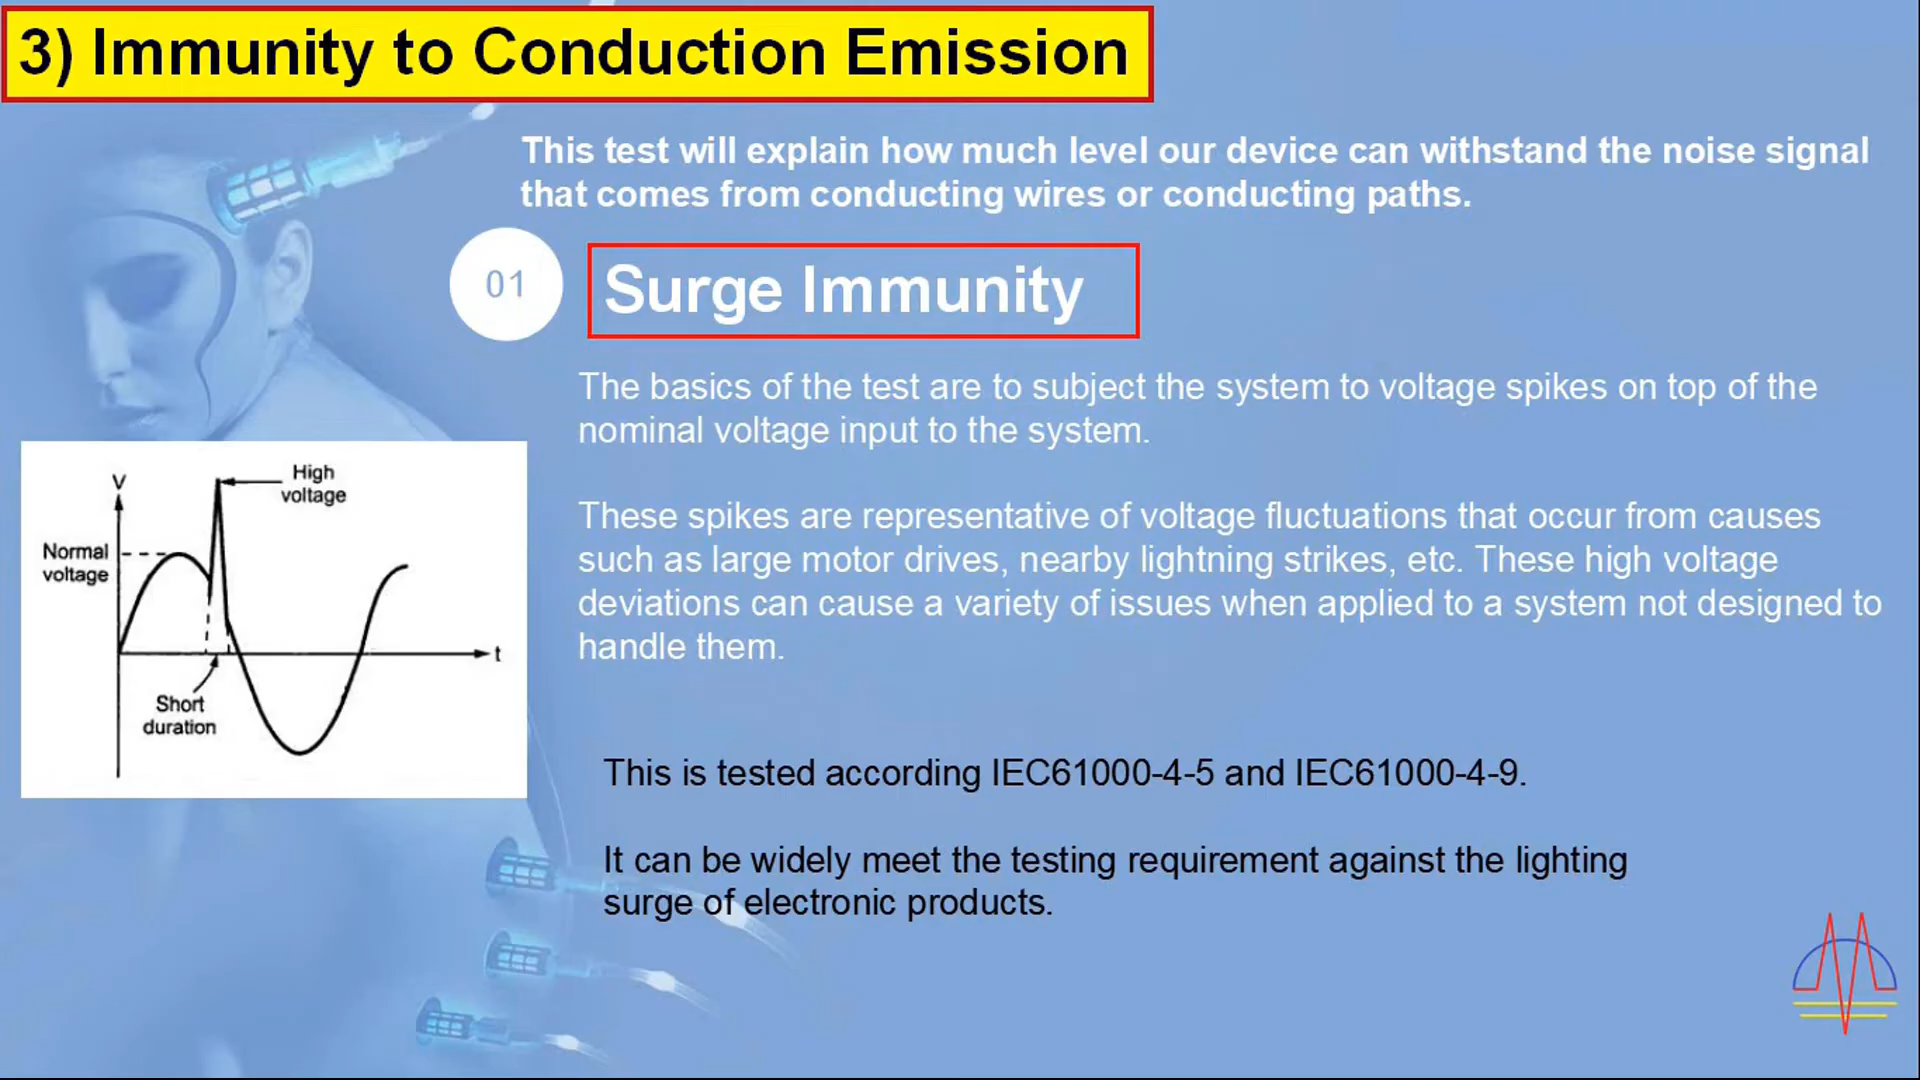 3) Immunity to Conduction Emission
This test will explain how much level our device can withstand the noise signal
that comes from conducting wires or conducting paths.
01
Surge Immunity
The basics of the test are to subject the system to voltage spikes on top of the
nominal voltage input to the system.
These spikes are representative of voltage fluctuations that occur from causes
such as large motor drives, nearby lightning strikes, etc. These high voltage
deviations can cause a variety of issues when applied to a system not designed to
handle them.
V
High
voltage
Normal
voltage
t
Short
duration
This is tested according IEC61000-4-5 and IEC61000-4-9.
It can be widely meet the testing requirement against the lighting
surge of electronic products.